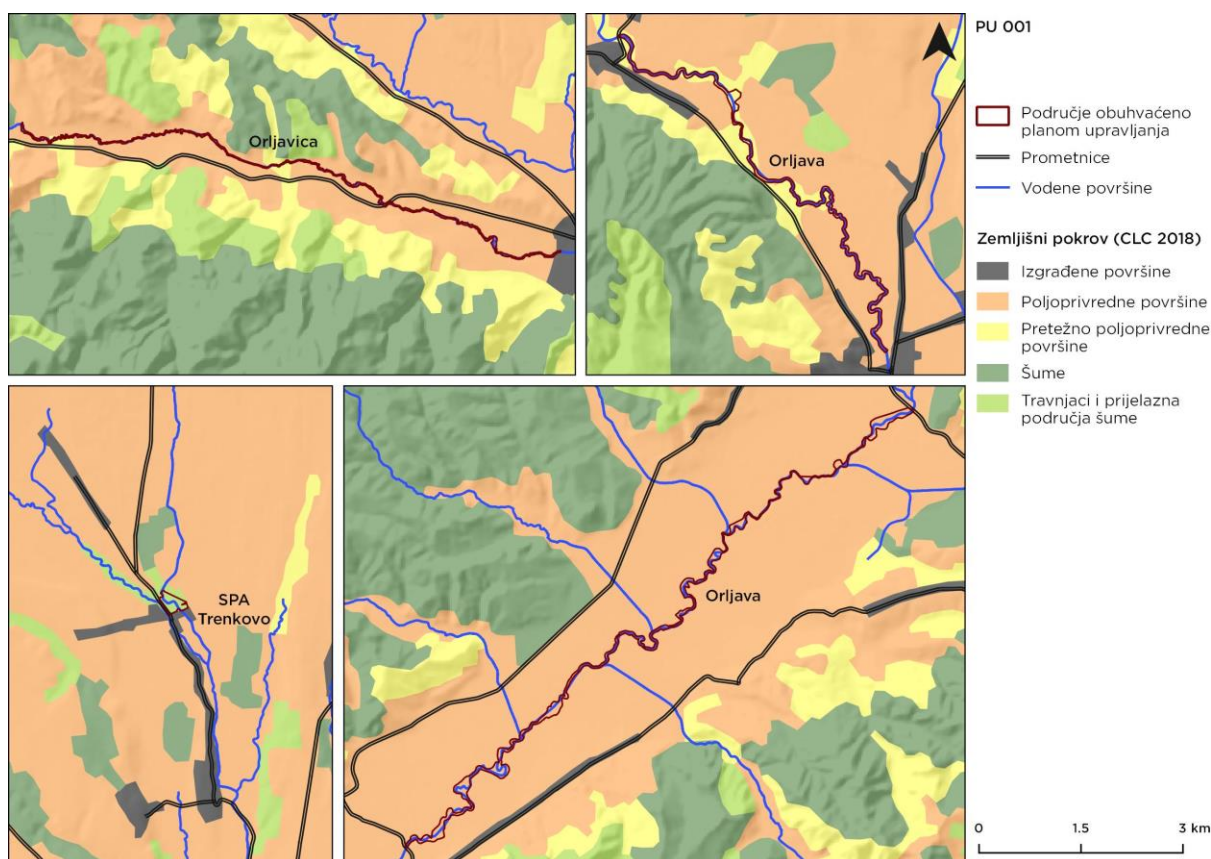 Orljavica
Orljava
SPA
Trenkovo
Orljava
PU 001
Područje obuhvaćeno
planom upravljanja
Prometnice
Vodene površine
Zemljišni pokrov (CLC 2018)
Izgrađene površine
Poljoprivredne površine
Pretežno poljoprivredne
površine
Šume
Travnjaci i prijelazna
područja šume
0 1.5 3 km